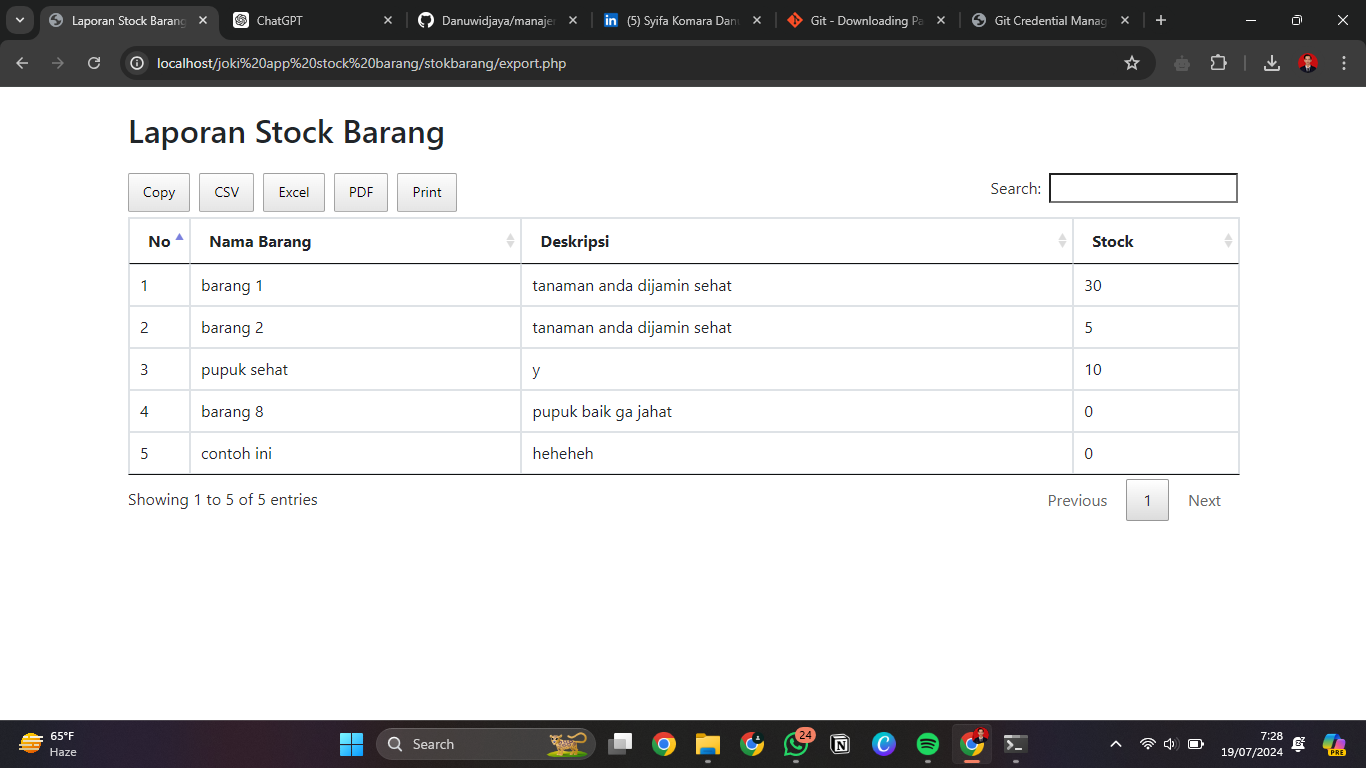 Laporan Stock Barang
ChatGPT
Danuwidjaya/manaje
(5) Syifa Komara Dan
Git - Downloading Pa
Git Credential Manag
localhost/joki%20app%20stock%20barang/stokbarang/export.php
Laporan Stock Barang
Copy CSV Excel PDF Print Search:
No Nama Barang Deskripsi Stock
1 barang 1 tanaman anda dijamin sehat 30
2 barang 2 tanaman anda dijamin sehat 5
3 pupuk sehat y 10
4 barang 8 pupuk baik ga jahat 0
5 contoh ini heheheh 0
Showing 1 to 5 of 5 entries Previous 1 Next
65°F
Haze
Search
24
7:28
19/07/2024
PRE